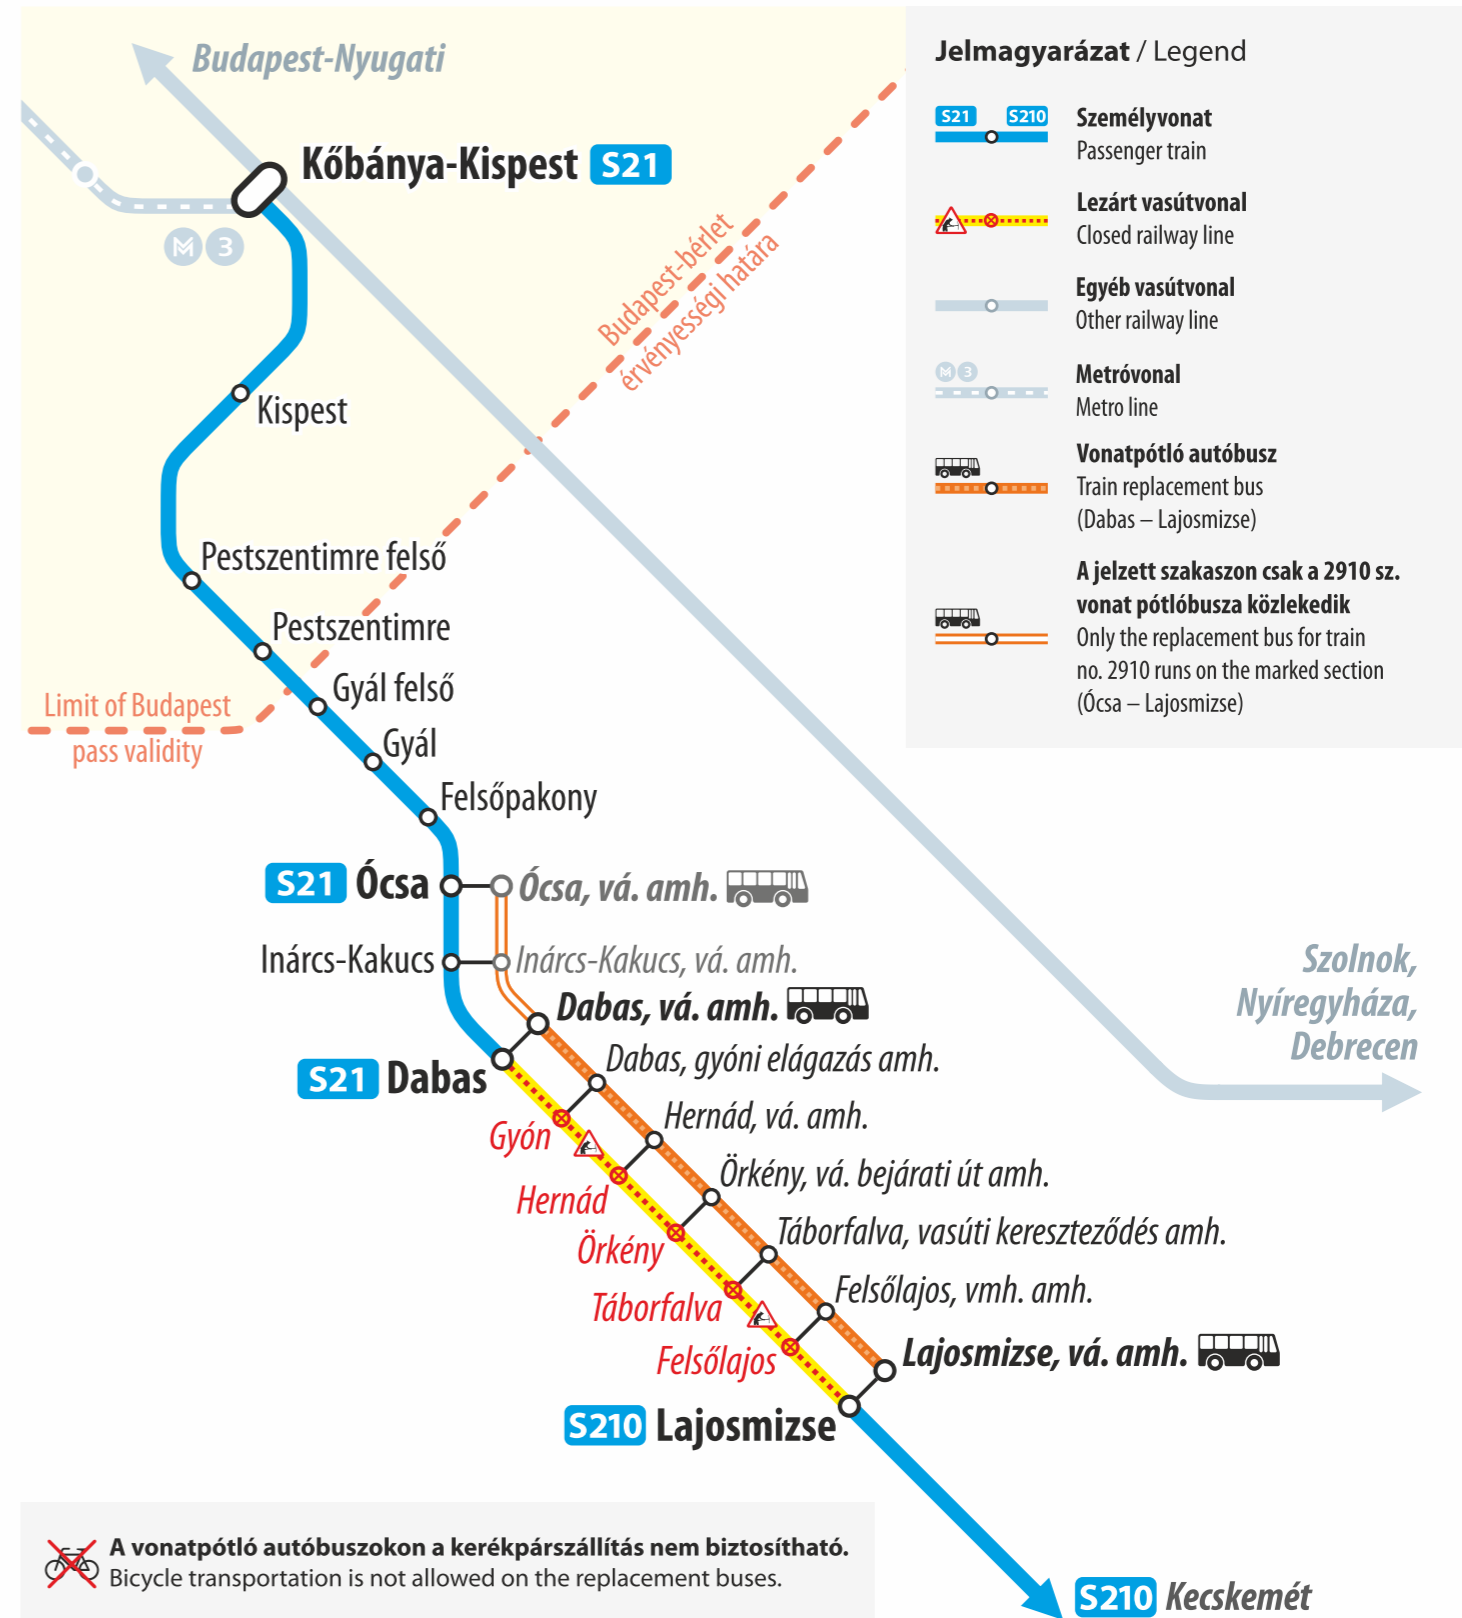 Budapest-Nyugati
Kőbánya-Kispest S21
M 3
Budapest-bérlet
érvényességi határa
Kispest
Pestszentimre felső
Pestszentimre
Limit of Budapest
pass validity
Gyál felső
Gyál
Felsőpakony
S21 Ócsa
Ócsa, vá. amh.
Inárcs-Kakucs
Inárcs-Kakucs, vá. amh.
Dabas, vá. amh.
S21 Dabas
Dabas, gyóni elágazás amh.
Gyón
Hernád, vá. amh.
Hernád
Örkény, vá. bejárati út amh.
Örkény
Táborfalva, vasúti kereszteződés amh.
Táborfalva
Felsőlajos, vmh. amh.
Felsőlajos
Lajosmizse, vá. amh.
S210 Lajosmizse
S210 Kecskemét
Szolnok,
Nyíregyháza,
Debrecen
Jelmagyarázat / Legend
S21 S210
Személyvonat
Passenger train
Lezárt vasútvonal
Closed railway line
Egyéb vasútvonal
Other railway line
M 3
Metróvonal
Metro line
Vonatpótló autóbusz
Train replacement bus
(Dabas – Lajosmizse)
A jelzett szakaszon csak a 2910 sz.
vonat pótlóbusza közlekedik
Only the replacement bus for train
no. 2910 runs on the marked section
(Ócsa – Lajosmizse)
A vonatpótló autóbuszokon a kerékpárszállítás nem biztosítható.
Bicycle transportation is not allowed on the replacement buses.